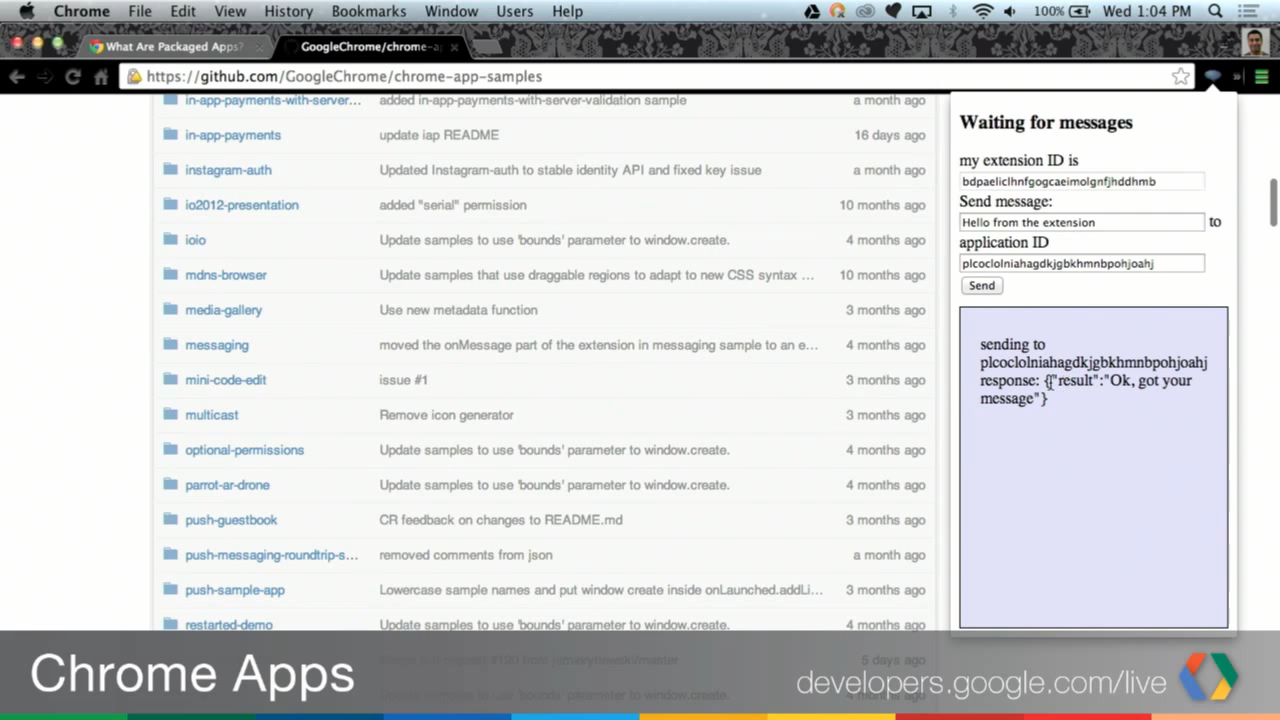 Chrome File Edit View History Bookmarks Window Users Help 100% Wed 1:04 PM
What Are Packaged Apps? GoogleChrome/chrome-a
https://github.com/GoogleChrome/chrome-app-samples
in-app-payments-with-server... added in-app-payments-with-server-validation sample a month ago
in-app-payments update iap README 16 days ago
instagram-auth Updated Instagram-auth to stable identity API and fixed key issue a month ago
io2012-presentation added "serial" permission 10 months ago
ioio Update samples to use 'bounds' parameter to window.create. 4 months ago
mdns-browser Update samples that use draggable regions to adapt to new CSS syntax ... 10 months ago
media-gallery Use new metadata function 3 months ago
messaging moved the onMessage part of the extension in messaging sample to an e... 4 months ago
mini-code-edit issue #1 3 months ago
multicast Remove icon generator 3 months ago
optional-permissions Update samples to use 'bounds' parameter to window.create. 4 months ago
parrot-ar-drone Update samples to use 'bounds' parameter to window.create. 4 months ago
push-guestbook CR feedback on changes to README.md 3 months ago
push-messaging-roundtrip-s... removed comments from json a month ago
push-sample-app Lowercase sample names and put window create inside onLaunched.addLi... 3 months ago
restarted-demo Update samples to use 'bounds' parameter to window.create. 4 months ago
5 days ago
Waiting for messages
my extension ID is
bdpaeliclhnfgogcaeimolgnfjhddhmb
Send message:
Hello from the extension to
application ID
plcoclolniahagdkjgbkhmnbpohjoahj
Send
sending to
plcoclolniahagdkjgbkhmnbpohjoahj
response: {"result":"Ok, got your
message"}
Chrome Apps
developers.google.com/live